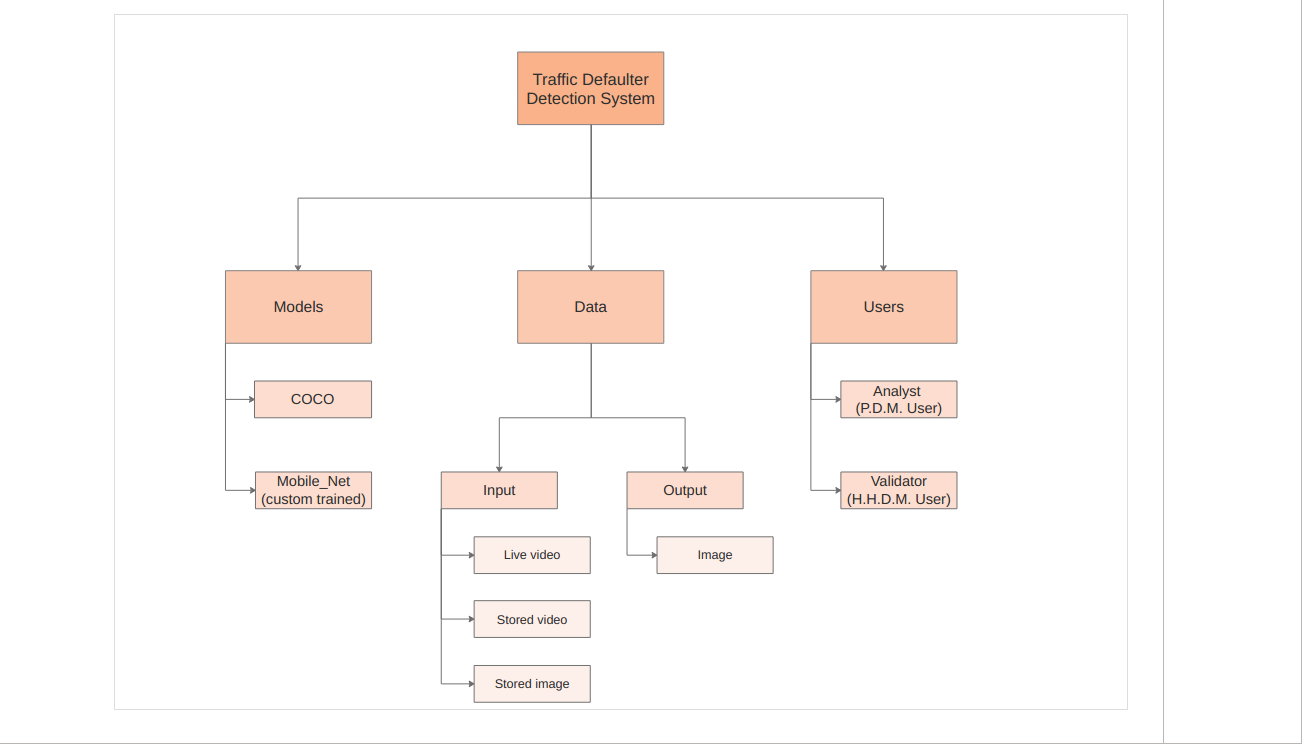 Traffic Defaulter
Detection System
Models
Data
Users
COCO
Analyst
(P.D.M. User)
Mobile_Net
(custom trained)
Input
Output
Validator
(H.H.D.M. User)
Live video
Image
Stored video
Stored image